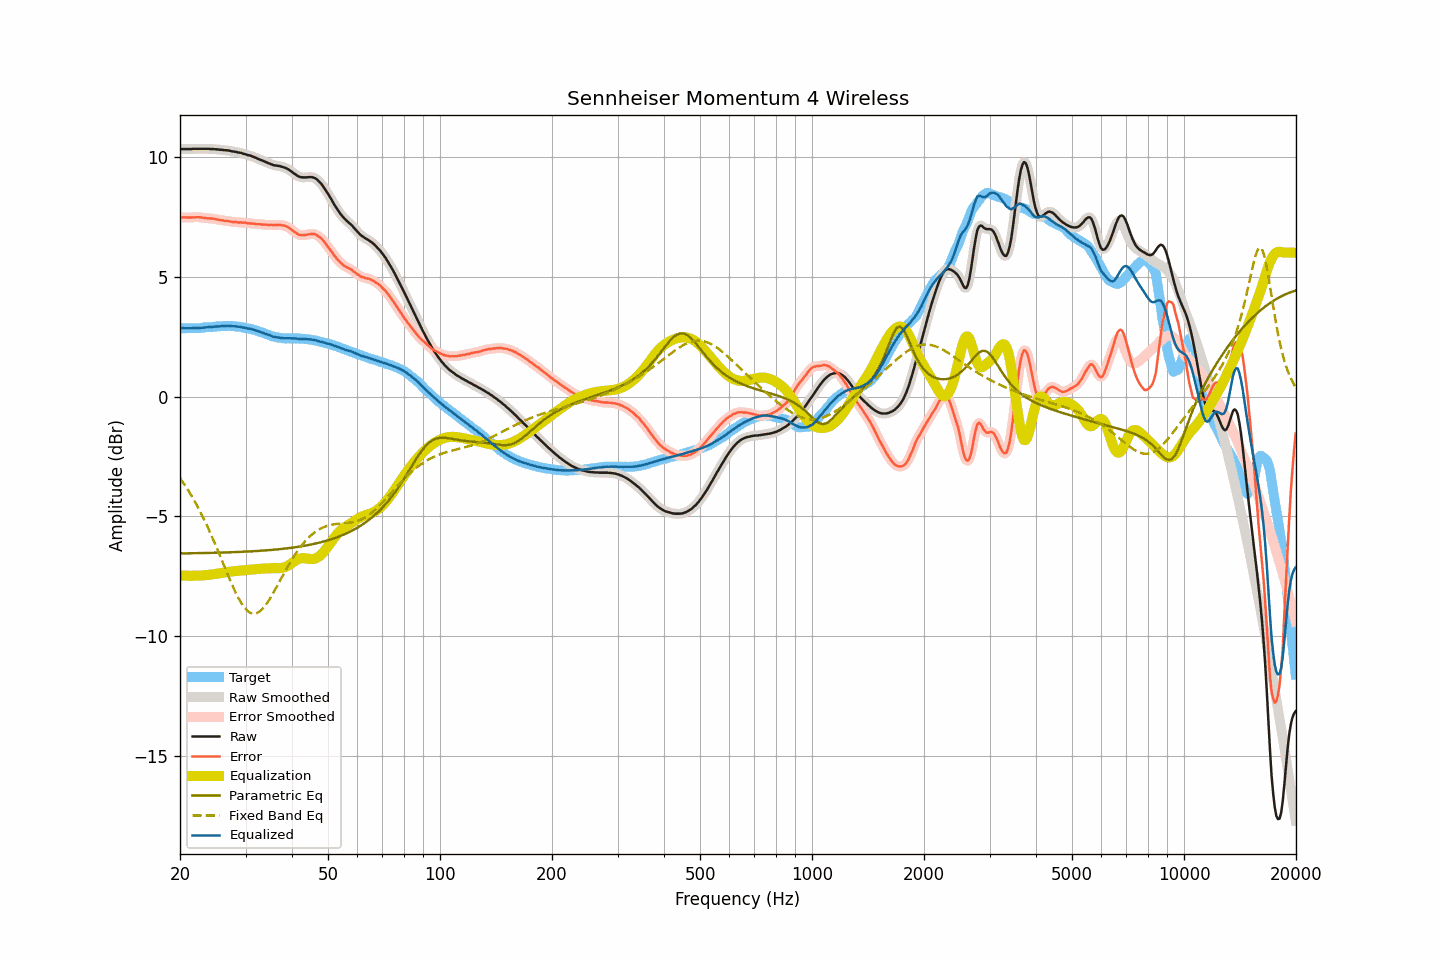 Sennheiser Momentum 4 Wireless
Amplitude (dBr)
10
5
0
−5
−10
−15
Target
Raw Smoothed
Error Smoothed
Raw
Error
Equalization
Parametric Eq
Fixed Band Eq
Equalized
20 50 100 200 500 1000 2000 5000 10000 20000
Frequency (Hz)